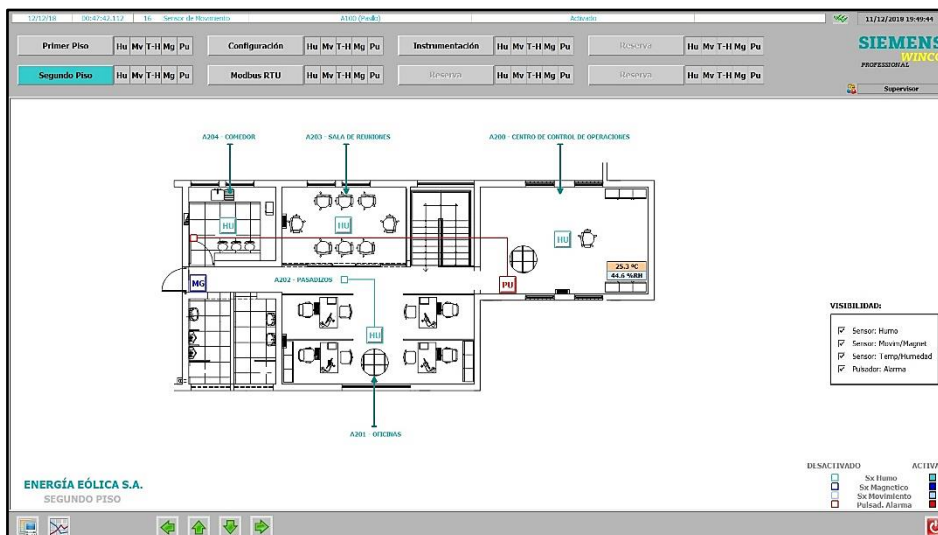 12/12/18 00:47:42.112 16 Sensor de Movimiento A100 (Pasillo) Activado 11/12/2018 19:49:44
Primer Piso Hu Mv T-H Mg Pu Configuración Hu Mv T-H Mg Pu Instrumentación Hu Mv T-H Mg Pu Reserva Hu Mv T-H Mg Pu
SIEMENS
WINCC
PROFESSIONAL
Segundo Piso Hu Mv T-H Mg Pu Modbus RTU Hu Mv T-H Mg Pu Reserva Hu Mv T-H Mg Pu Reserva Hu Mv T-H Mg Pu
Supervisor
A204 - COMEDOR A203 - SALA DE REUNIONES A200 - CENTRO DE CONTROL DE OPERACIONES
HU HU HU
25.3 ºC
44.6 %RH
MG A202 - PASADIZOS PU
HU
A201 - OFICINAS
VISIBILIDAD:
Sensor: Humo
Sensor: Movim/Magnet
Sensor: Temp/Humedad
Pulsador: Alarma
DESACTIVADO ACTIVA
Sx Humo
Sx Magnetico
Sx Movimiento
Pulsad. Alarma
ENERGÍA EÓLICA S.A.
SEGUNDO PISO